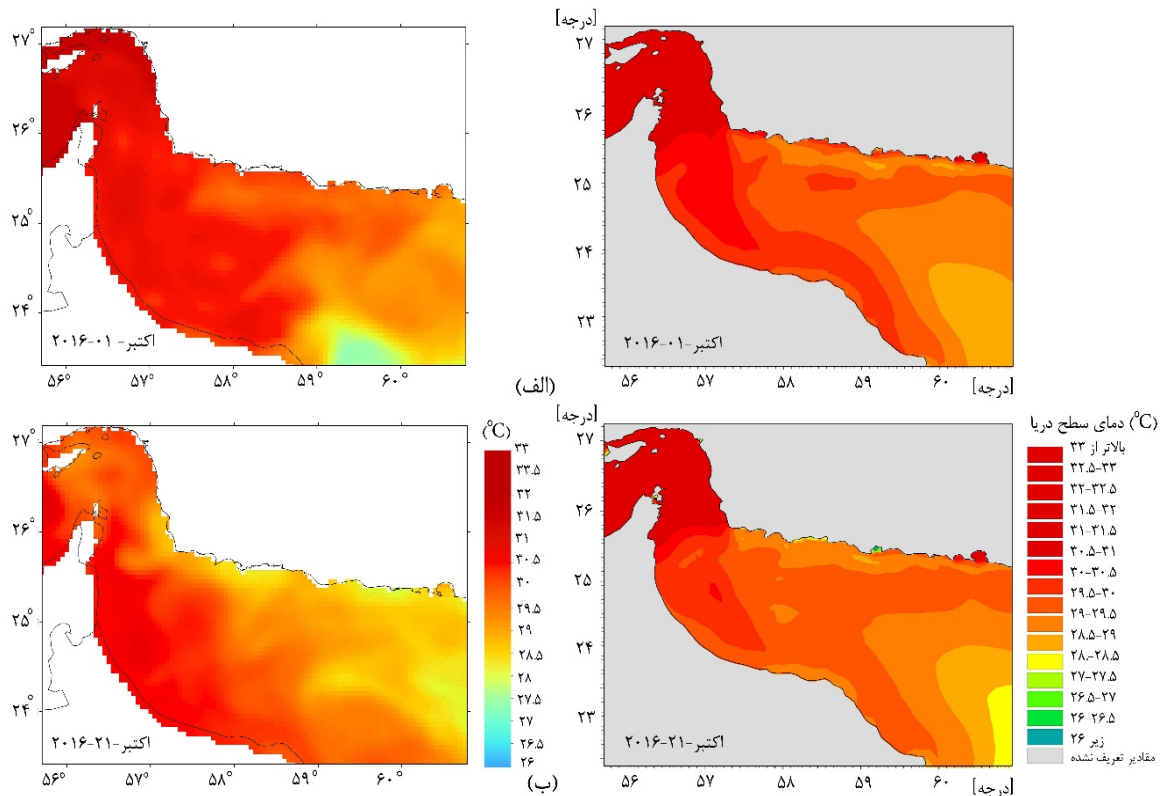 [درجه]
۲۷°
۲۶°
۲۵°
۲۴°
اکتبر- ۰۱-۲۰۱۶
۵۶° ۵۷° ۵۸° ۵۹° ۶۰°
۲۷
۲۶
۲۵
۲۴
۲۳
اکتبر-۰۱-۲۰۱۶
۵۶ ۵۷ ۵۸ ۵۹ ۶۰ [درجه]
(الف)
[درجه]
۲۷°
۲۶°
۲۵°
۲۴°
اکتبر-۲۱-۲۰۱۶
۵۶° ۵۷° ۵۸° ۵۹° ۶۰°
(°C)
۳۳.۵
۳۲
۳۱.۵
۳۱
۳۰.۵
۳۰
۲۹.۵
۲۹
۲۸.۵
۲۸
۲۷.۵
۲۷
۲۶.۵
۲۶
۲۷
۲۶
۲۵
۲۴
۲۳
اکتبر-۲۱-۲۰۱۶
۵۶ ۵۷ ۵۸ ۵۹ ۶۰
[درجه]
(ب)
دمای سطح دریا (°C)
بالاتر از ۳۳
۳۲.۵-۳۳
۳۲-۳۲.۵
۳۱.۵-۳۲
۳۱-۳۱.۵
۳۰.۵-۳۱
۳۰-۳۰.۵
۲۹.۵-۳۰
۲۹-۲۹.۵
۲۸.۵-۲۹
۲۸.-۲۸.۵
۲۷-۲۷.۵
۲۶.۵-۲۷
۲۶-۲۶.۵
زیر ۲۶
مقادیر تعریف نشده